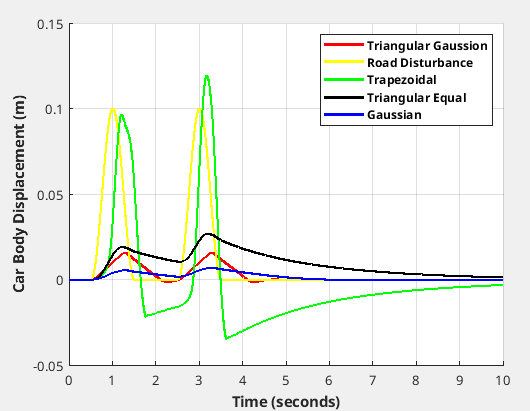 0.15
0.1
0.05
0
-0.05
Car Body Displacement (m)
Triangular Gaussion
Road Disturbance
Trapezoidal
Triangular Equal
Gaussian
0 1 2 3 4 5 6 7 8 9 10
Time (seconds)